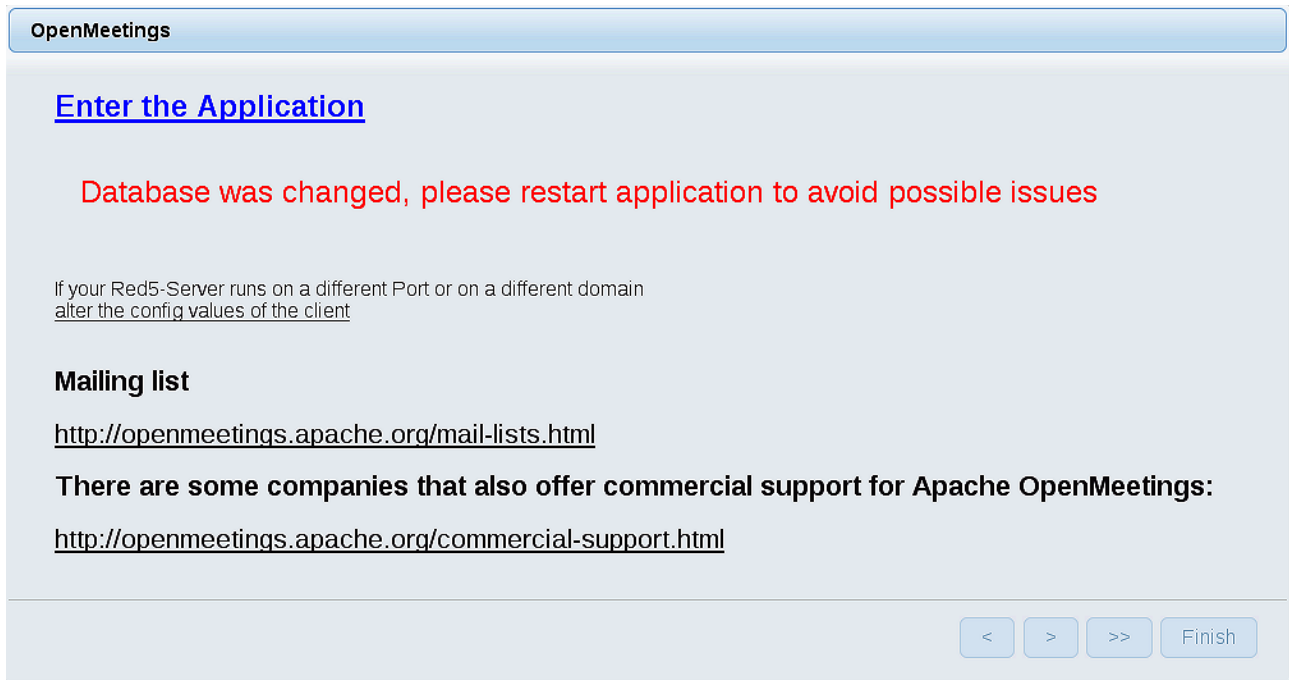 OpenMeetings
Enter the Application
Database was changed, please restart application to avoid possible issues
If your Red5-Server runs on a different Port or on a different domain
alter the config values of the client
Mailing list
http://openmeetings.apache.org/mail-lists.html
There are some companies that also offer commercial support for Apache OpenMeetings:
http://openmeetings.apache.org/commercial-support.html
< > >> Finish